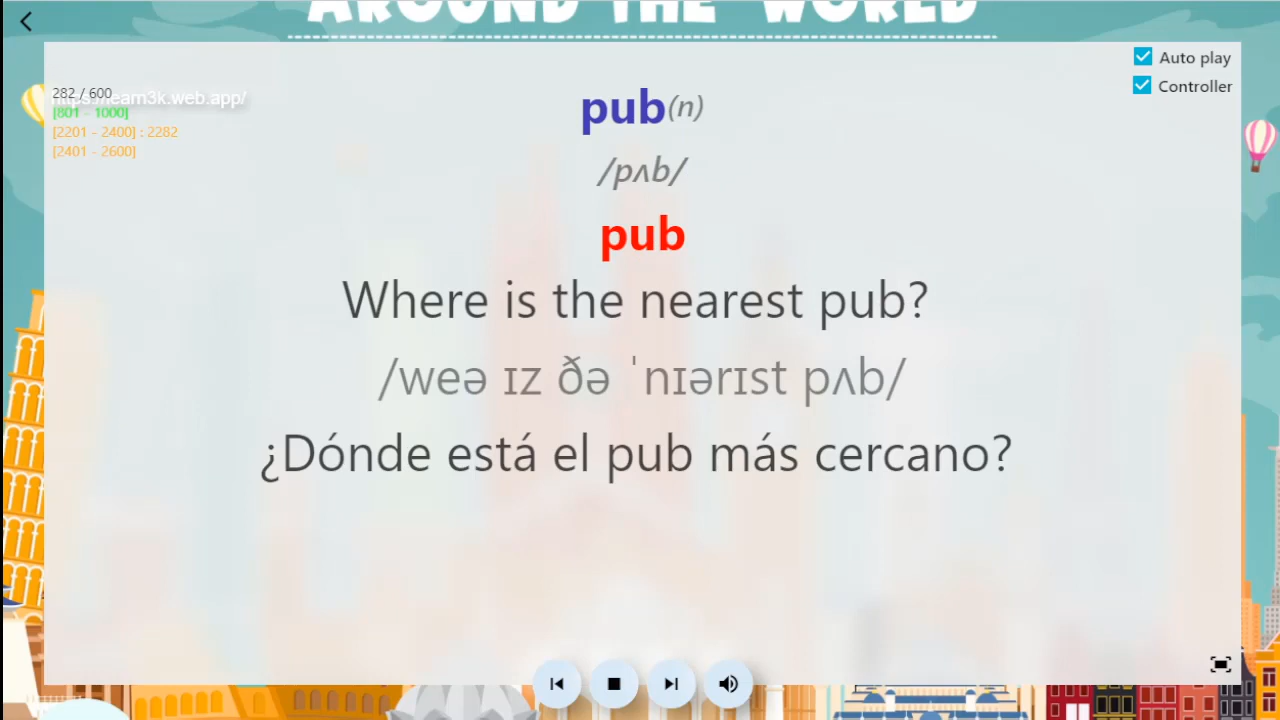 AROUND THE WORLD
Auto play
Controller
282 / 600
https://learn3k.web.app/
[801 - 1000]
[2201 - 2400] : 2282
[2401 - 2600]
pub(n)
/pʌb/
pub
Where is the nearest pub?
/weə ɪz ðə ˈnɪərɪst pʌb/
¿Dónde está el pub más cercano?